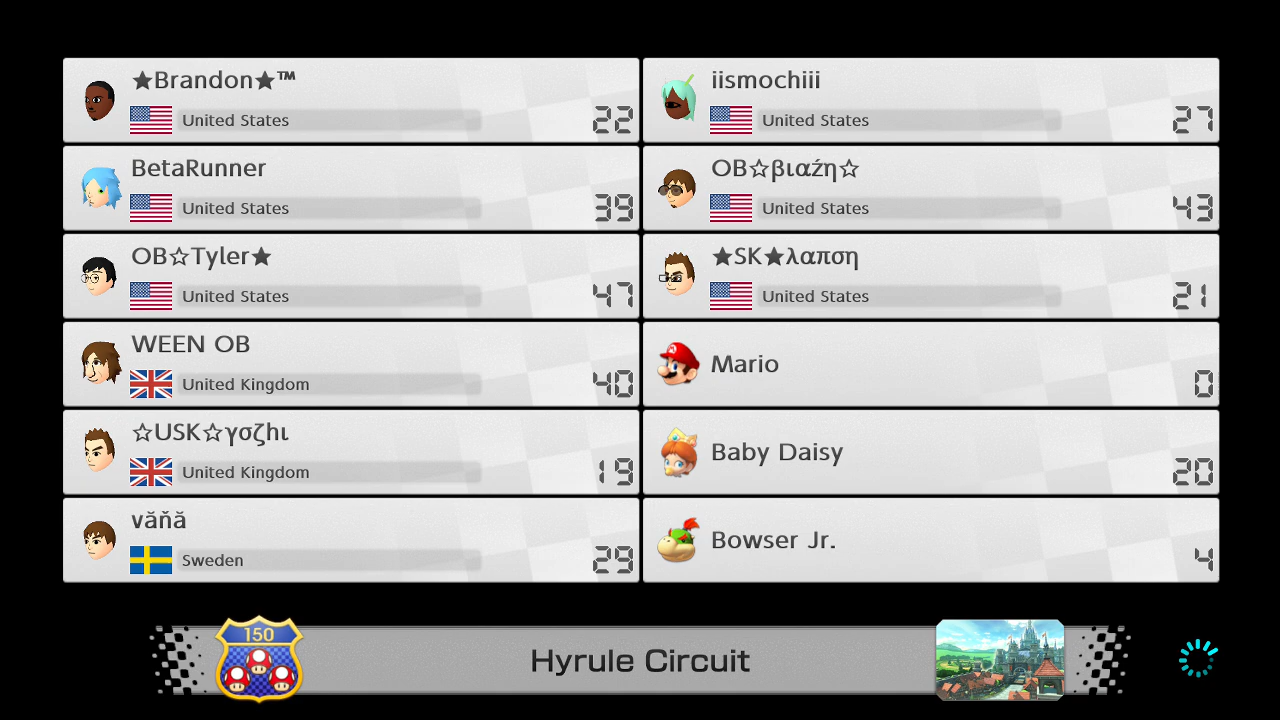 ★Brandon★™
United States
22
BetaRunner
United States
39
OB☆Tyler★
United States
47
WEEN OB
United Kingdom
40
☆USK☆γσζhι
United Kingdom
19
văňă
Sweden
29
iismochiii
United States
27
OB☆βιαźη☆
United States
43
★SK★λαπση
United States
21
Mario
0
Baby Daisy
20
Bowser Jr.
4
150
Hyrule Circuit